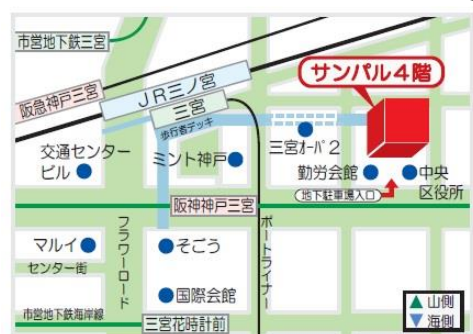 市営地下鉄三宮
サンパル4階
阪急神戸三宮
JR三ノ宮
三宮
歩行者デッキ
交通センター
ビル
ミント神戸
三宮オーパ2
勤労会館
中央
区役所
地下駐車場入口
阪神神戸三宮
マルイ
センター街
フラワーロード
そごう
国際会館
ポートライナー
市営地下鉄海岸線
三宮花時計前
▲山側
▼海側